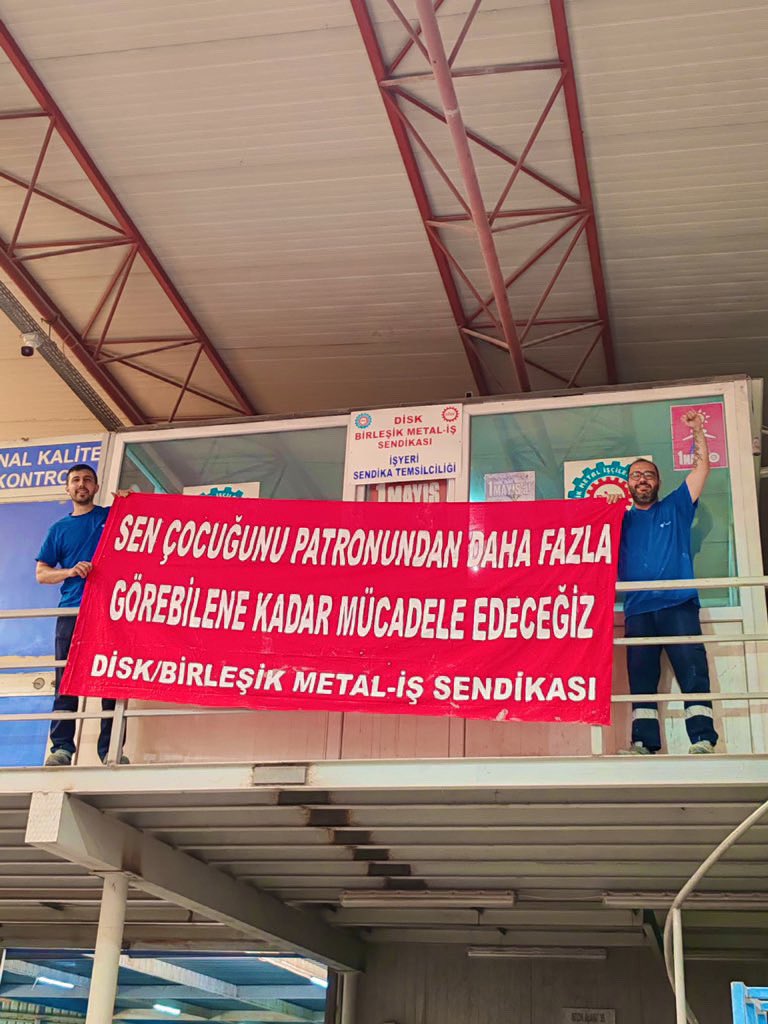 DİSK
BİRLEŞİK METAL-İŞ
SENDİKASI
İŞYERİ
SENDİKA TEMSİLCİLİĞİ
NAL KALİTE
KONTROL
1 MAYIS
1MAYIS
SEN ÇOCUĞUNU PATRONUNDAN DAHA FAZLA
GÖREBİLENE KADAR MÜCADELE EDECEĞİZ
DİSK/BİRLEŞİK METAL-İŞ SENDİKASI